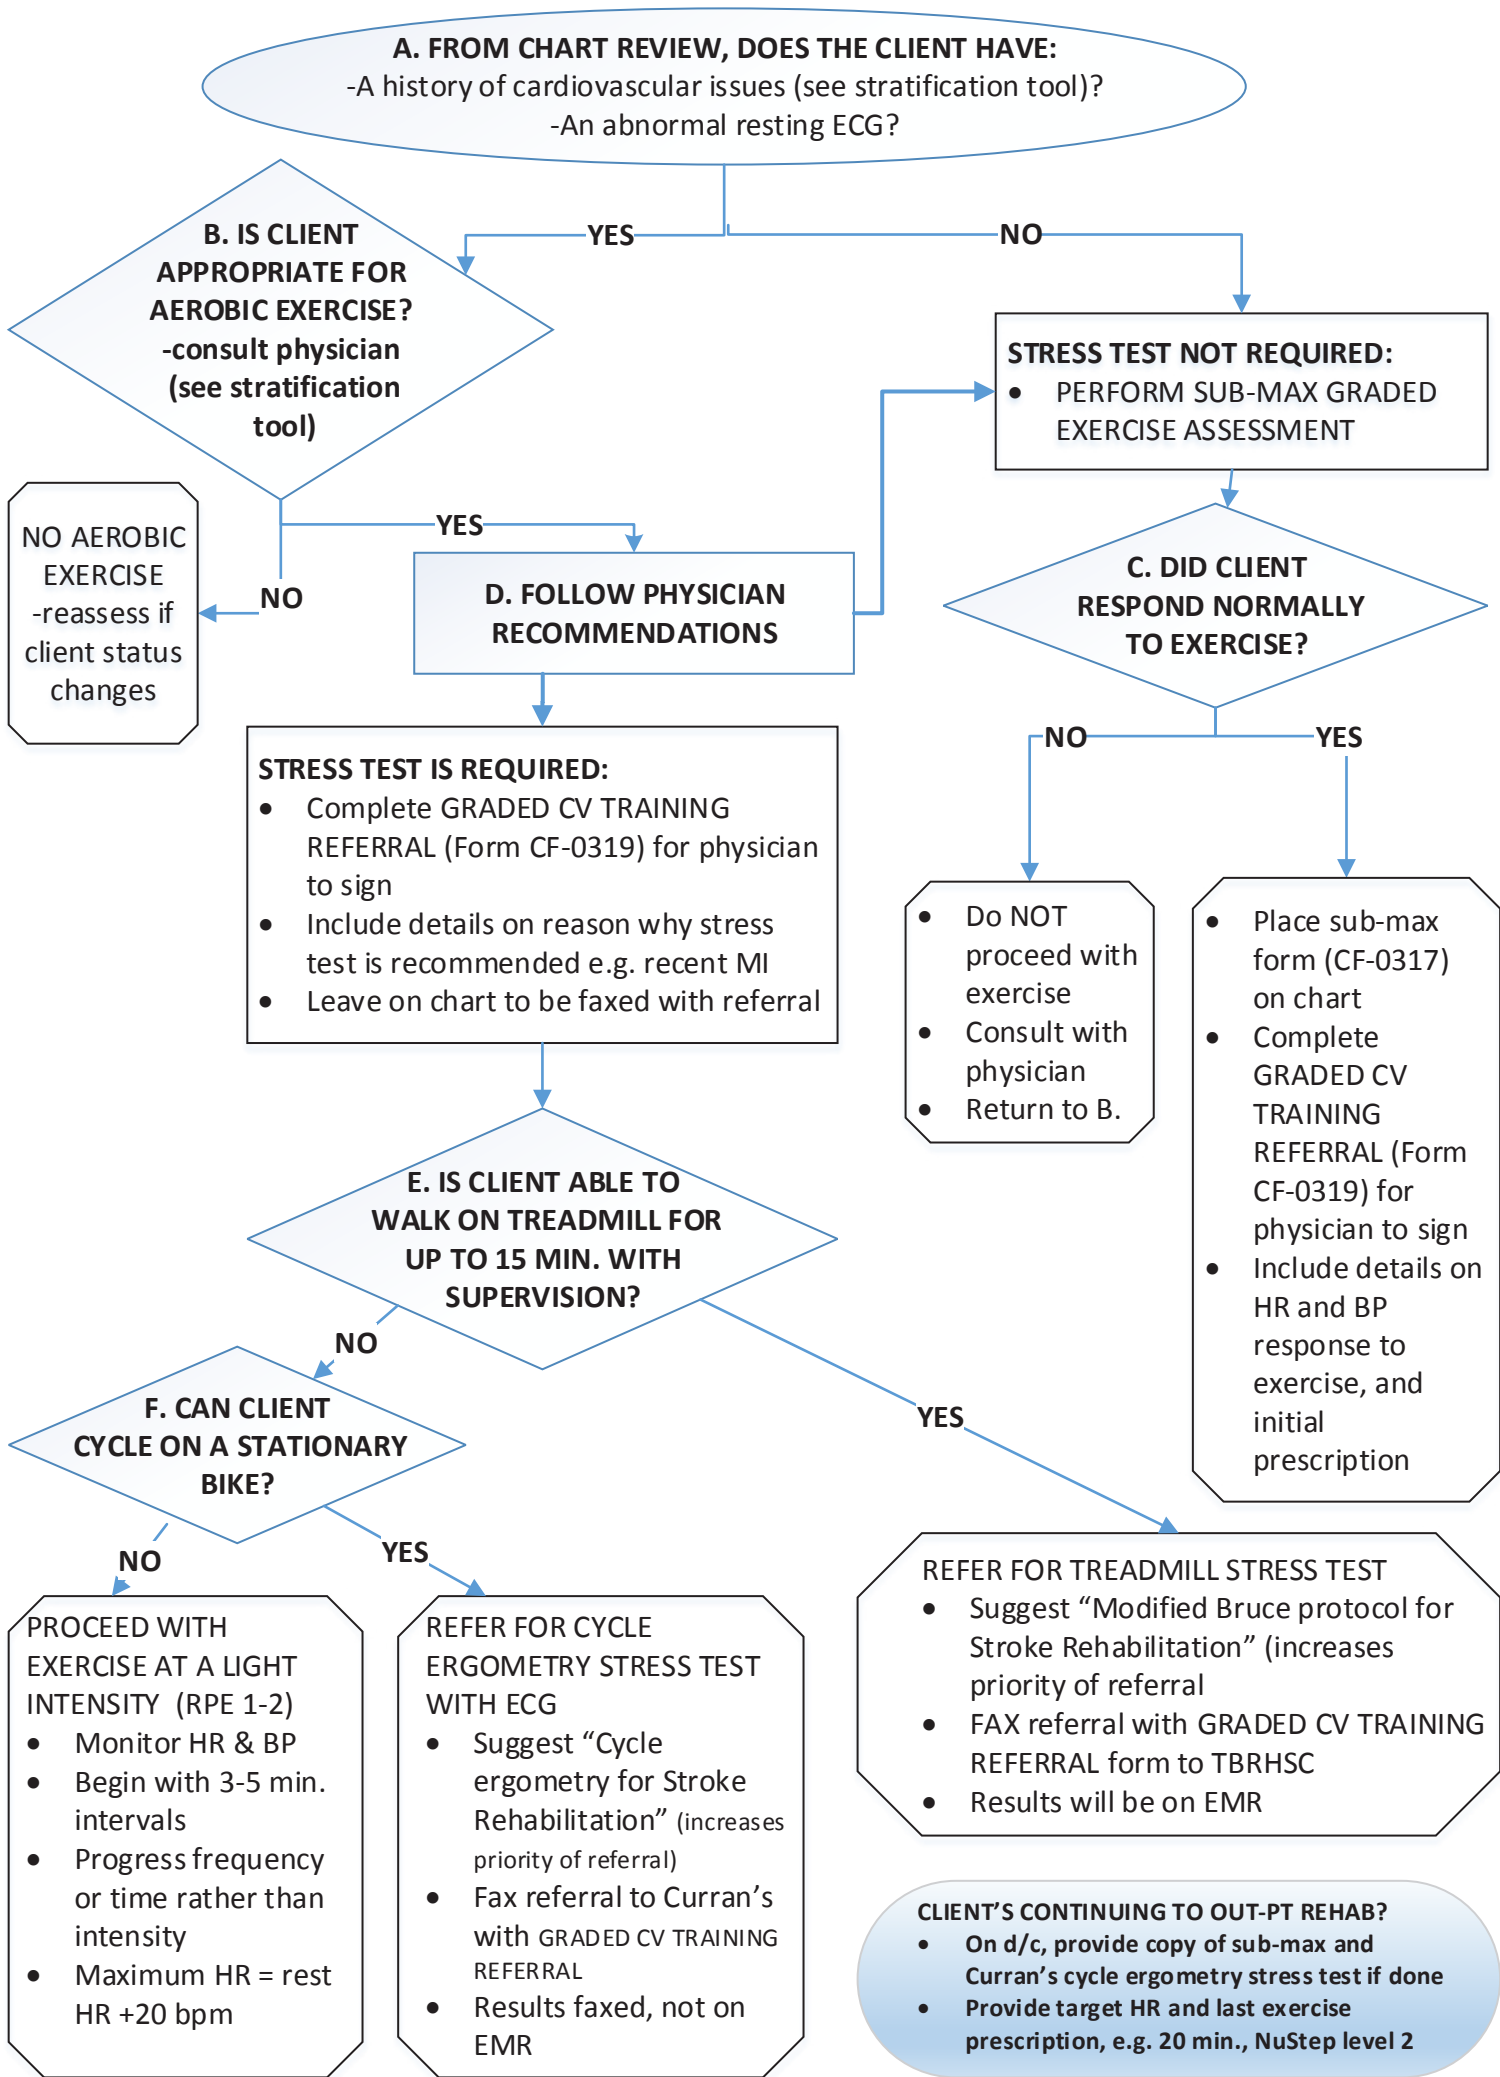 A. FROM CHART REVIEW, DOES THE CLIENT HAVE:
-A history of cardiovascular issues (see stratification tool)?
-An abnormal resting ECG?
YES
NO
B. IS CLIENT
APPROPRIATE FOR
AEROBIC EXERCISE?
-consult physician
(see stratification
tool)
STRESS TEST NOT REQUIRED:
● PERFORM SUB-MAX GRADED
EXERCISE ASSESSMENT
NO AEROBIC
EXERCISE
-reassess if
client status
changes
NO
YES
D. FOLLOW PHYSICIAN
RECOMMENDATIONS
C. DID CLIENT
RESPOND NORMALLY
TO EXERCISE?
NO
YES
STRESS TEST IS REQUIRED:
● Complete GRADED CV TRAINING
REFERRAL (Form CF-0319) for physician
to sign
● Include details on reason why stress
test is recommended e.g. recent MI
● Leave on chart to be faxed with referral
● Do NOT
proceed with
exercise
● Consult with
physician
● Return to B.
● Place sub-max
form (CF-0317)
on chart
● Complete
GRADED CV
TRAINING
REFERRAL (Form
CF-0319) for
physician to sign
● Include details on
HR and BP
response to
exercise, and
initial
prescription
E. IS CLIENT ABLE TO
WALK ON TREADMILL FOR
UP TO 15 MIN. WITH
SUPERVISION?
NO
YES
F. CAN CLIENT
CYCLE ON A STATIONARY
BIKE?
NO
YES
PROCEED WITH
EXERCISE AT A LIGHT
INTENSITY (RPE 1-2)
● Monitor HR & BP
● Begin with 3-5 min.
intervals
● Progress frequency
or time rather than
intensity
● Maximum HR = rest
HR +20 bpm
REFER FOR CYCLE
ERGOMETRY STRESS TEST
WITH ECG
● Suggest “Cycle
ergometry for Stroke
Rehabilitation” (increases
priority of referral)
● Fax referral to Curran’s
with GRADED CV TRAINING
REFERRAL
● Results faxed, not on
EMR
REFER FOR TREADMILL STRESS TEST
● Suggest “Modified Bruce protocol for
Stroke Rehabilitation” (increases
priority of referral
● FAX referral with GRADED CV TRAINING
REFERRAL form to TBRHSC
● Results will be on EMR
CLIENT’S CONTINUING TO OUT-PT REHAB?
● On d/c, provide copy of sub-max and
Curran’s cycle ergometry stress test if done
● Provide target HR and last exercise
prescription, e.g. 20 min., NuStep level 2